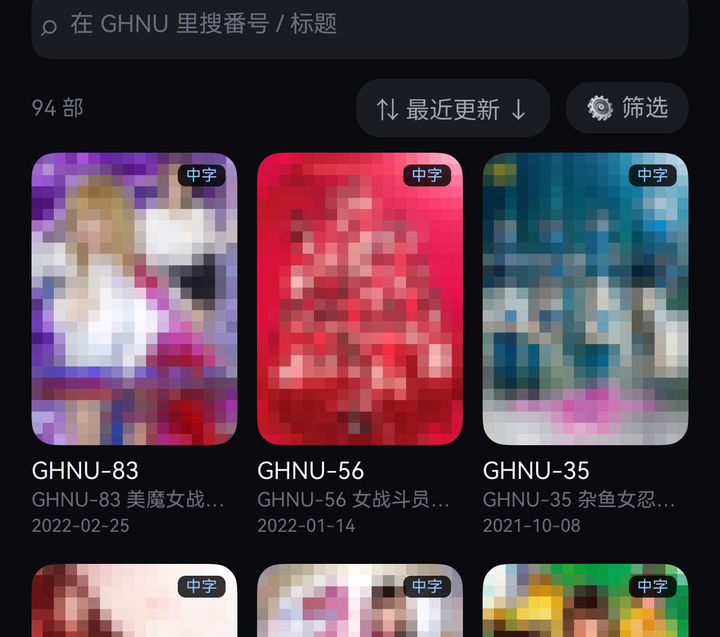 在 GHNU 里搜番号 / 标题
94 部
最近更新
筛选
中字
中字
中字
GHNU-83
GHNU-56
GHNU-35
GHNU-83 美魔女战…
GHNU-56 女战斗员…
GHNU-35 杂鱼女忍…
2022-02-25
2022-01-14
2021-10-08
中字
中字
中字